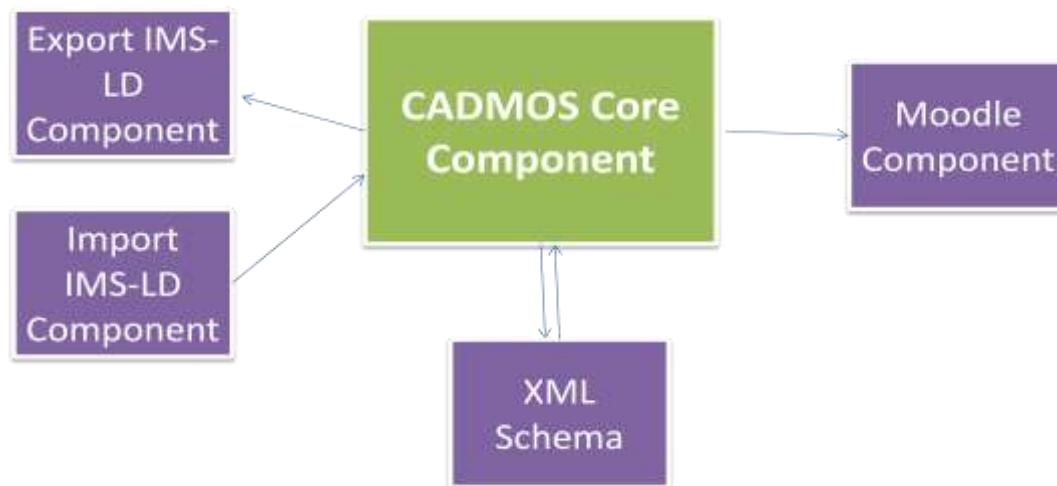 Export IMS-
LD
Component
CADMOS Core
Component
Moodle
Component
Import
IMS-LD
Component
XML
Schema